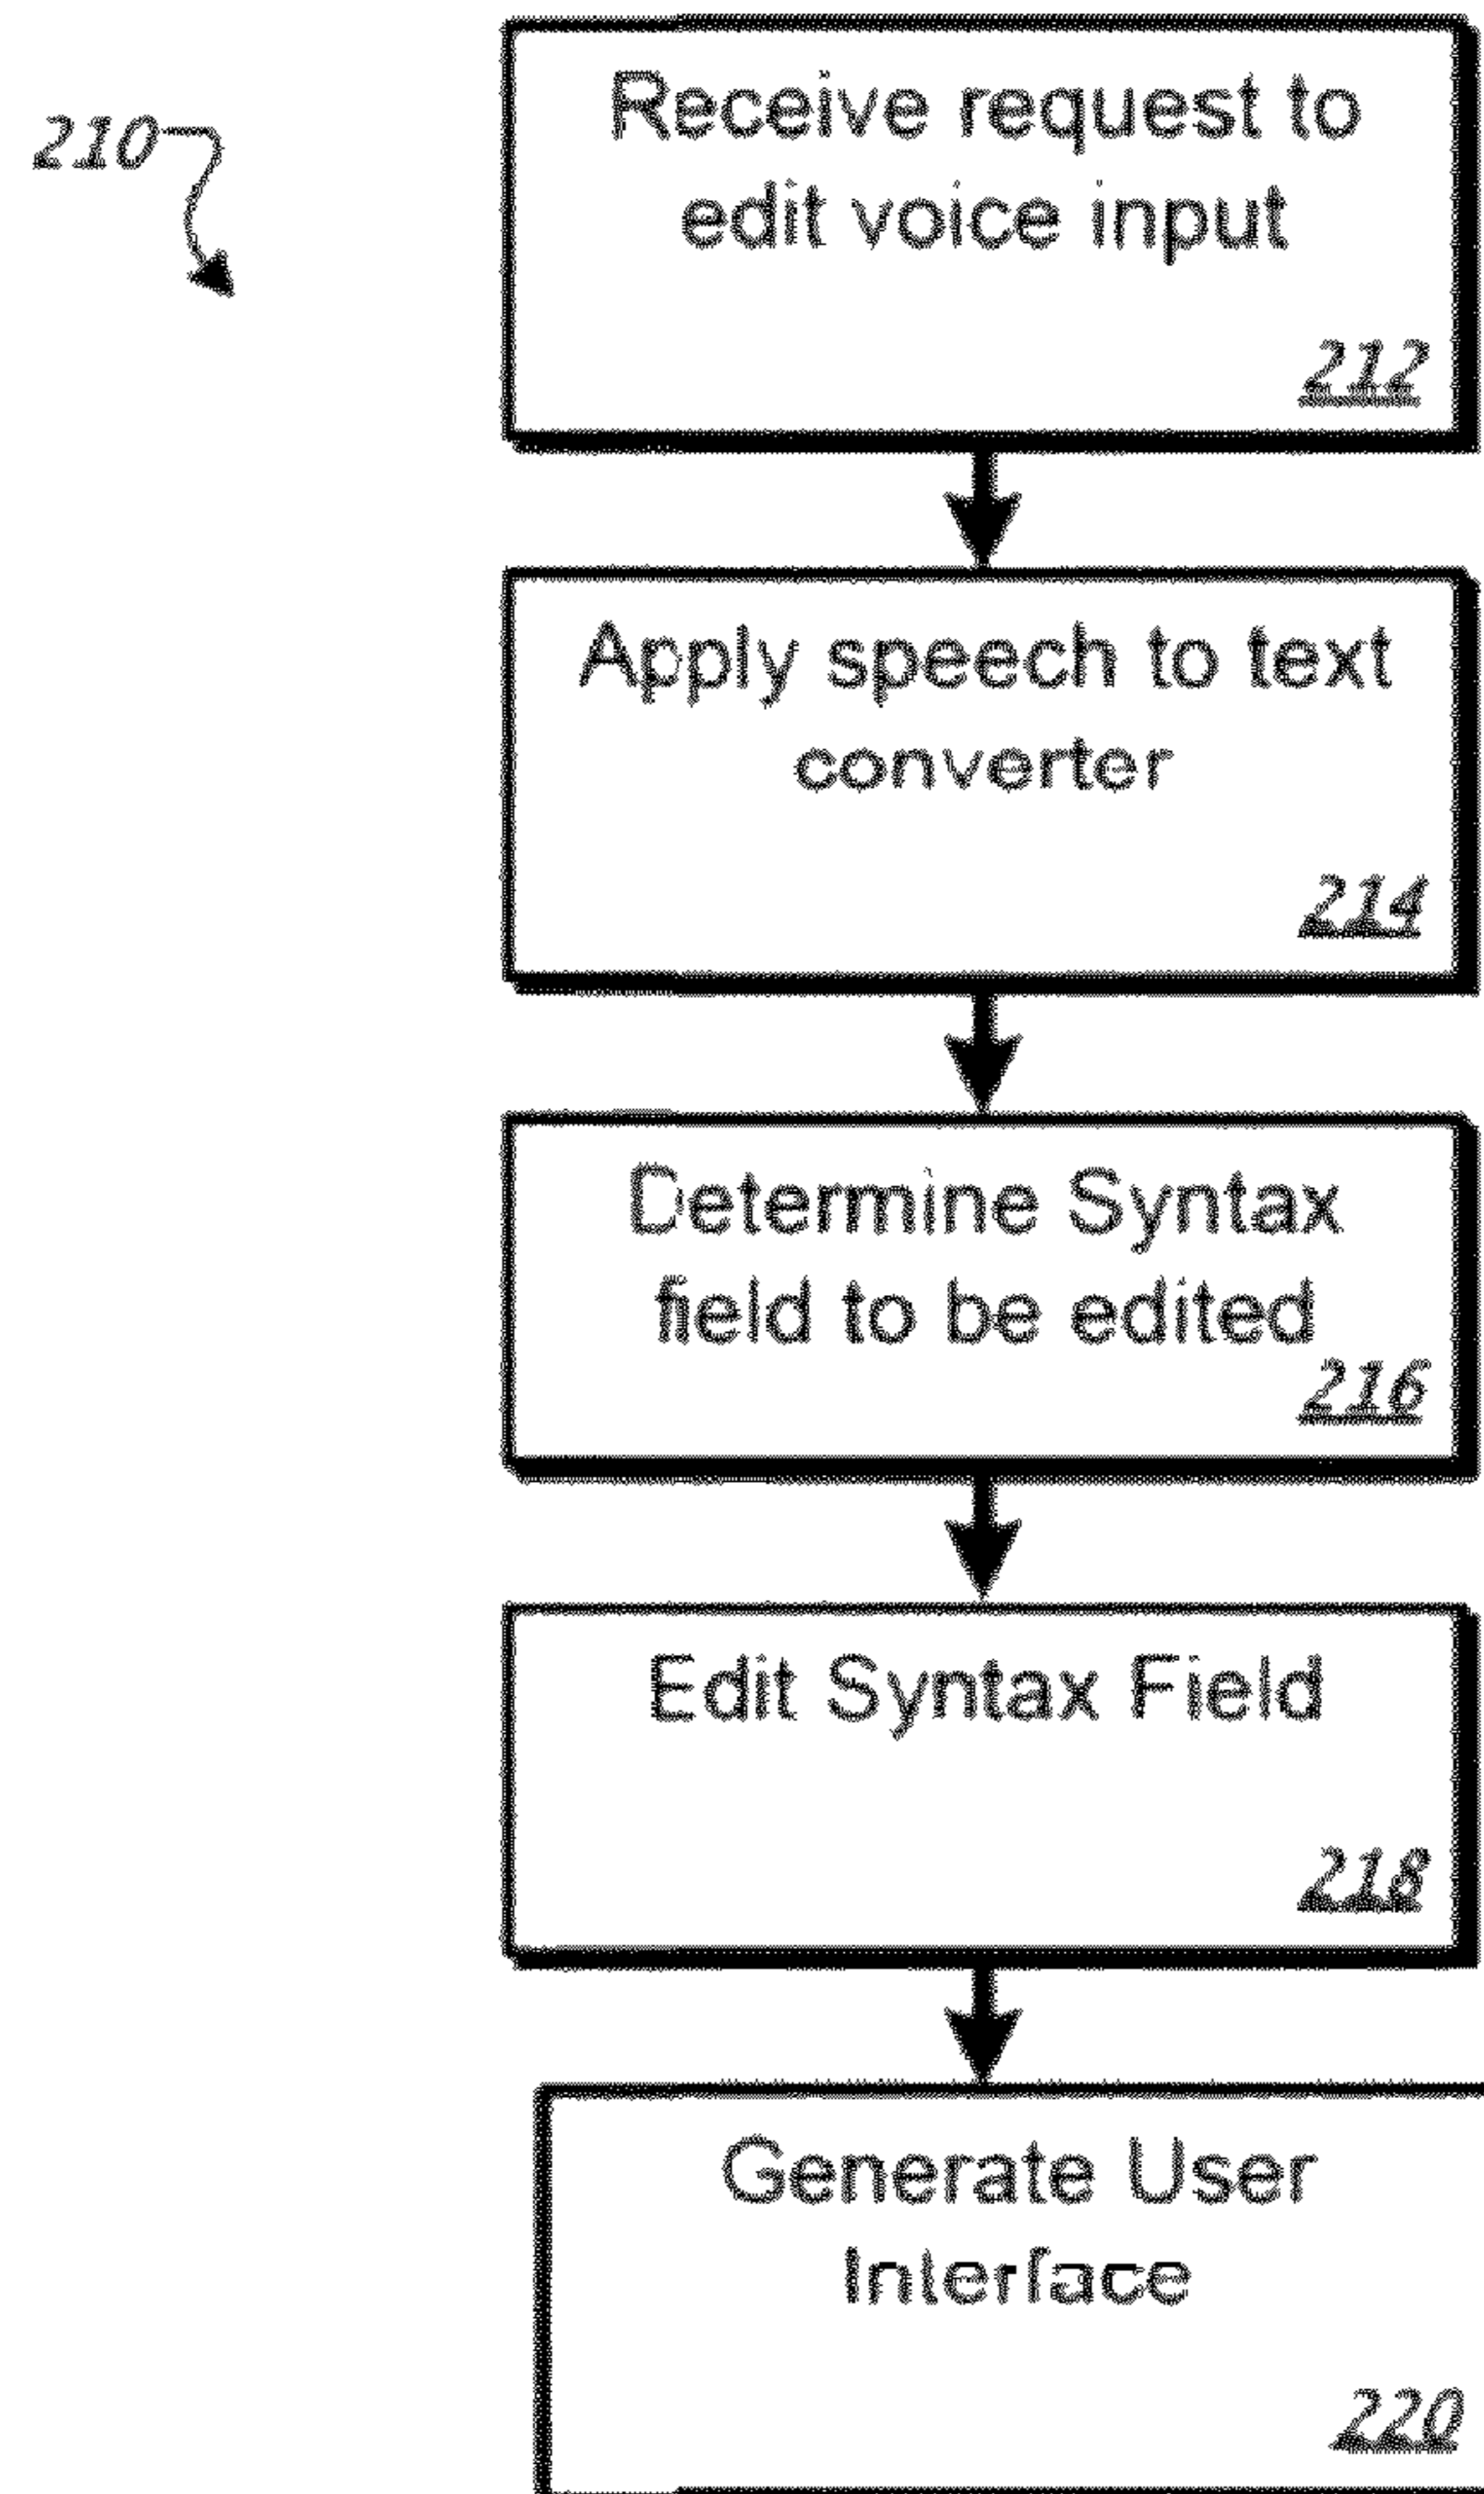 210
Receive request to
edit voice input
212
Apply speech to text
converter
214
Determine Syntax
field to be edited
216
Edit Syntax Field
218
Generate User
Interface
220